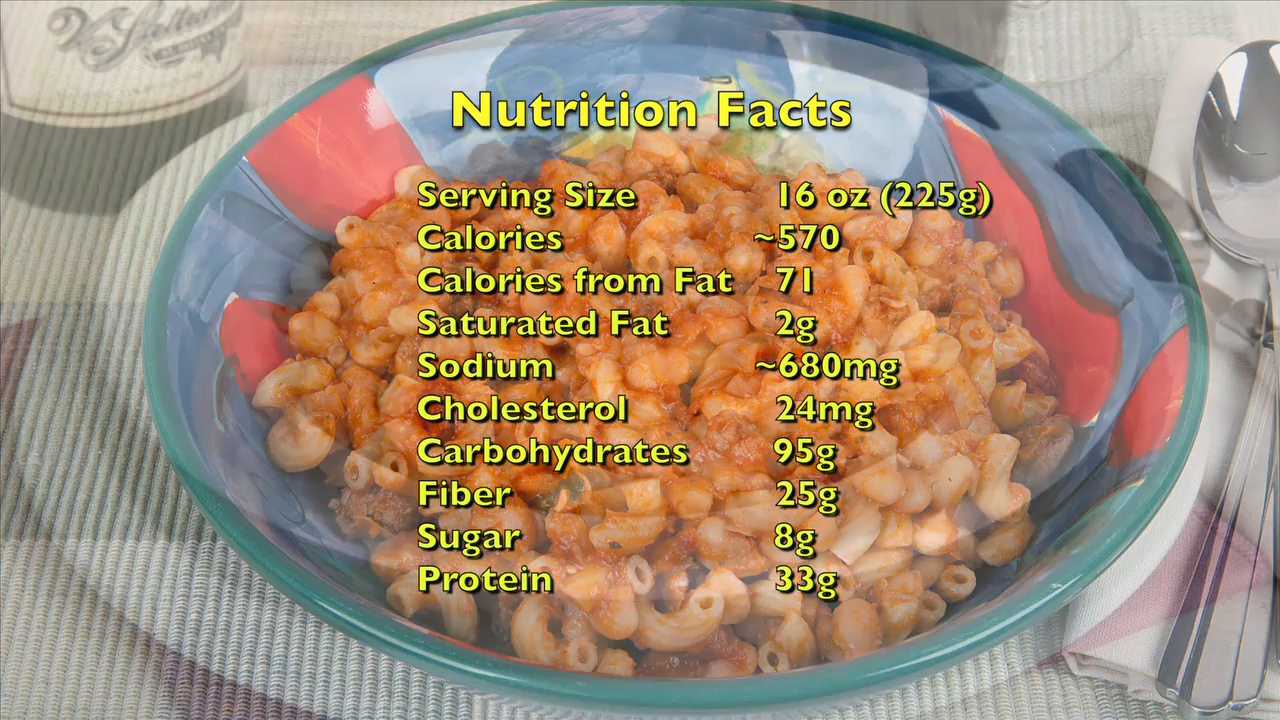 Nutrition Facts
Serving Size 16 oz (225g)
Calories ~570
Calories from Fat 71
Saturated Fat 2g
Sodium ~680mg
Cholesterol 24mg
Carbohydrates 95g
Fiber 25g
Sugar 8g
Protein 33g